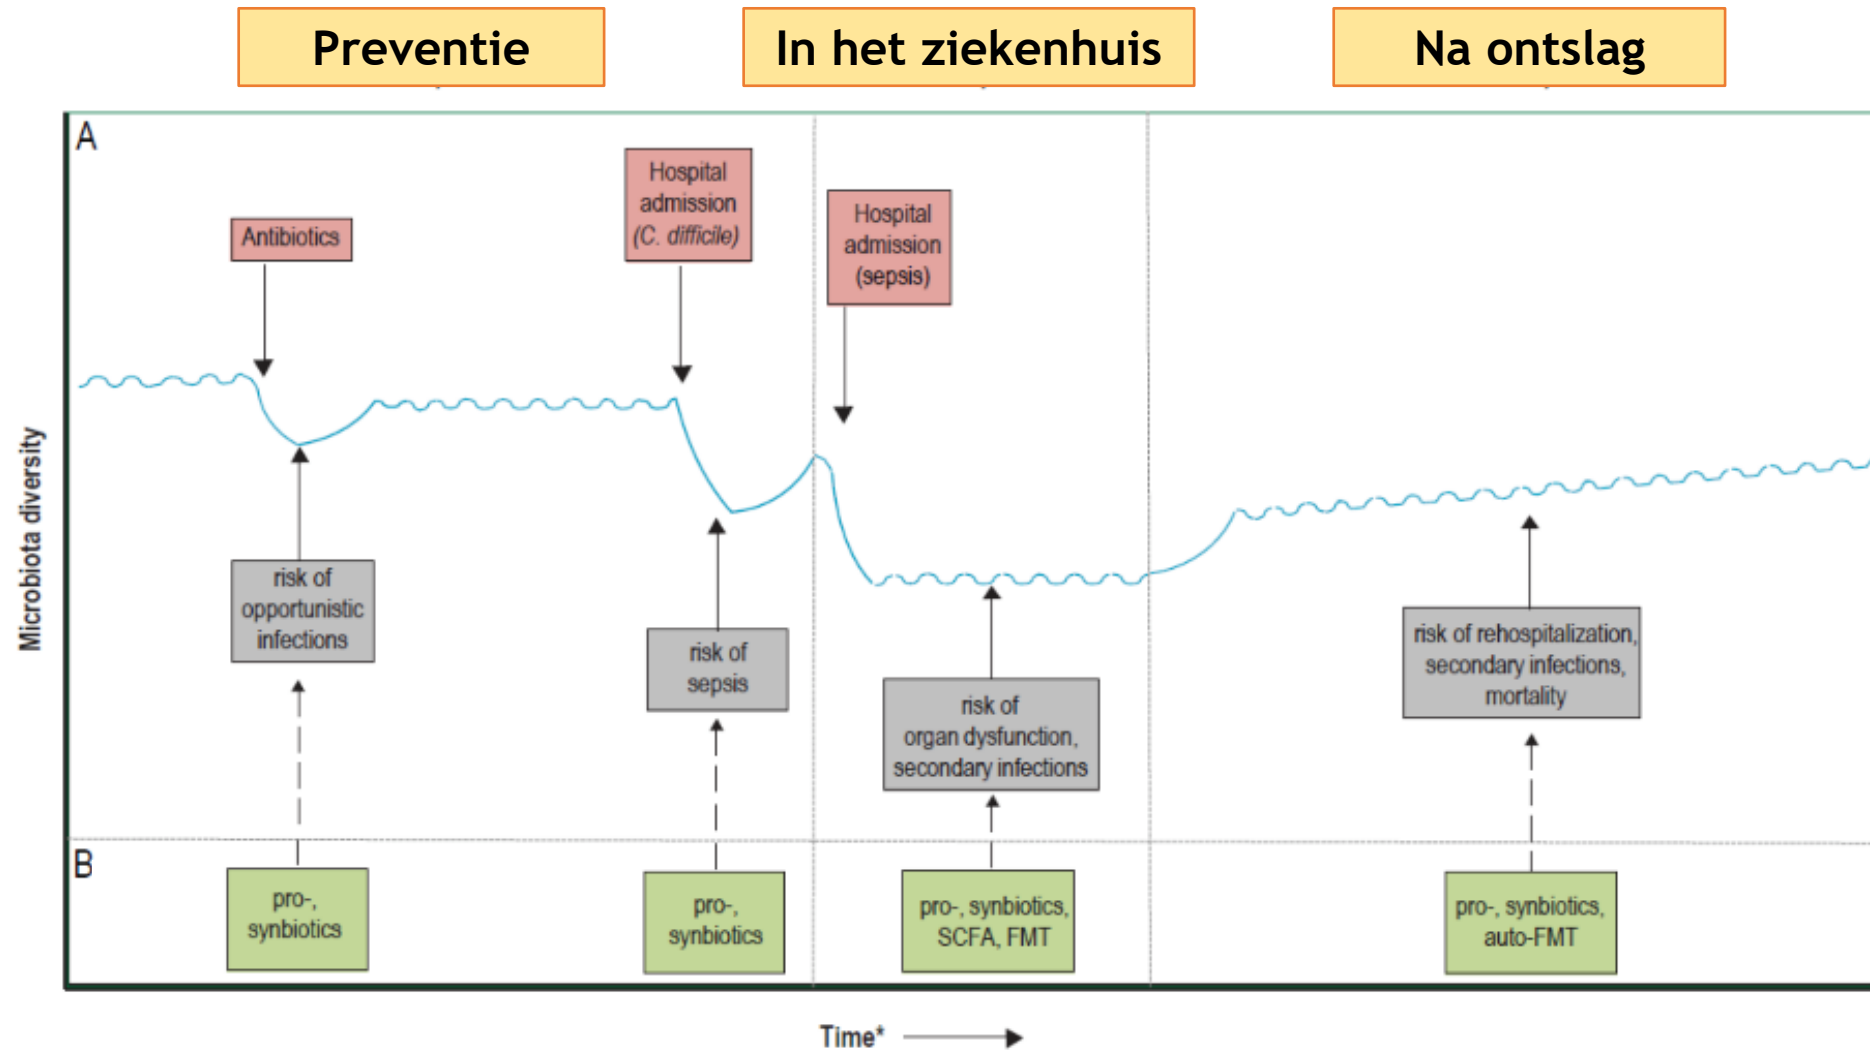 Preventie
In het ziekenhuis
Na ontslag
A
Hospital
admission
(C. difficile)
Hospital
admission
(sepsis)
Antibiotics
Microbiota diversity
risk of
opportunistic
infections
risk of
sepsis
risk of
organ dysfunction,
secondary infections
risk of rehospitalization,
secondary infections,
mortality
B
pro-,
synbiotics
pro-,
synbiotics
pro-, synbiotics,
SCFA, FMT
pro-, synbiotics,
auto-FMT
Time*